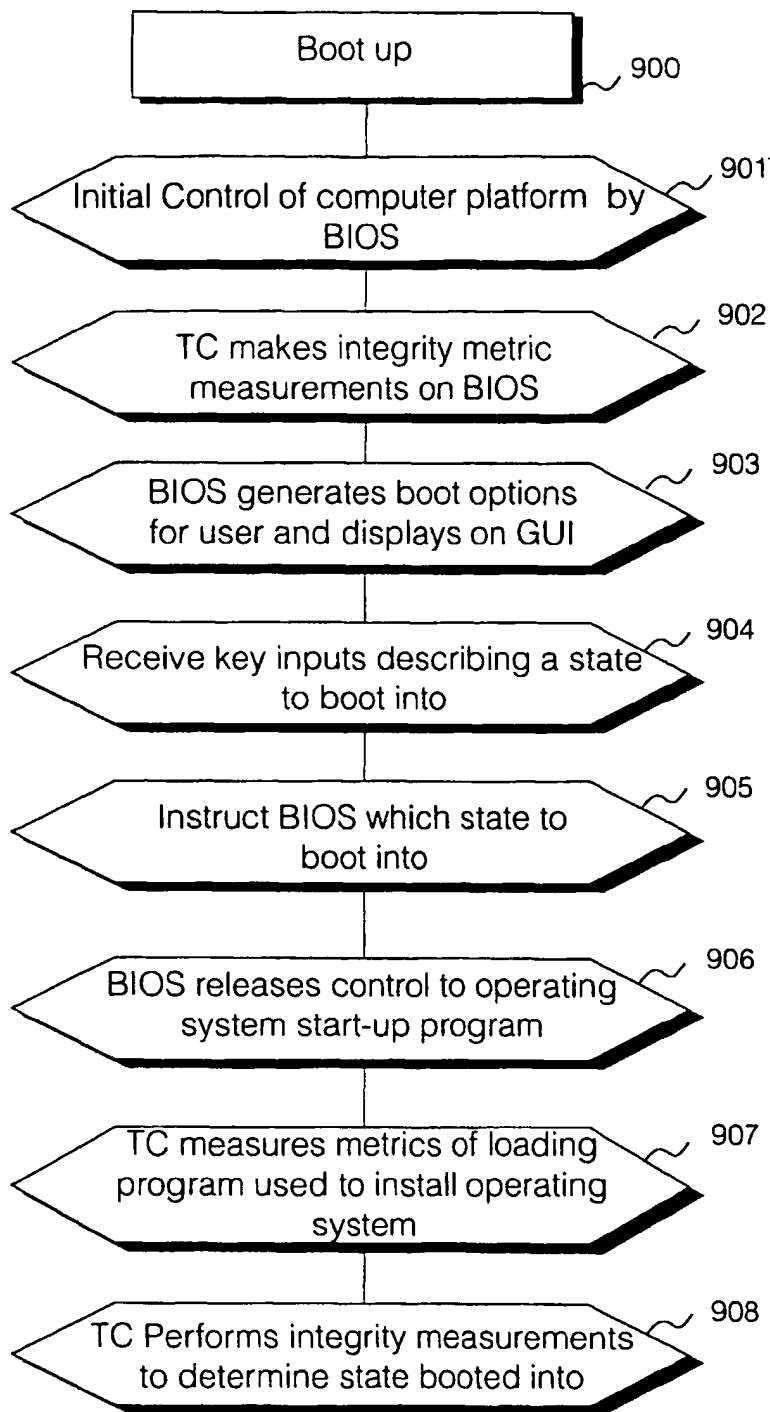 Boot up
900
Initial Control of computer platform by
BIOS
901
TC makes integrity metric
measurements on BIOS
902
BIOS generates boot options
for user and displays on GUI
903
Receive key inputs describing a state
to boot into
904
Instruct BIOS which state to
boot into
905
BIOS releases control to operating
system start-up program
906
TC measures metrics of loading
program used to install operating
system
907
TC Performs integrity measurements
to determine state booted into
908